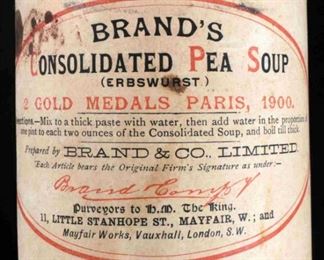 BRAND'S
CONSOLIDATED PEA SOUP
(ERBSWURST)
2 GOLD MEDALS PARIS, 1900.
ections.—Mix to a thick paste with water, then add water in the proportion o
one pint to each two ounces of the Consolidated Soup, and boil till thick.
Prepared by BRAND & CO., LIMITED.
Each Article bears the Original Firm's Signature as under:—
Brand & Comp.y
Purveyors to H.M. The King.
11, LITTLE STANHOPE ST., MAYFAIR, W.; and
Mayfair Works, Vauxhall, London, S.W.